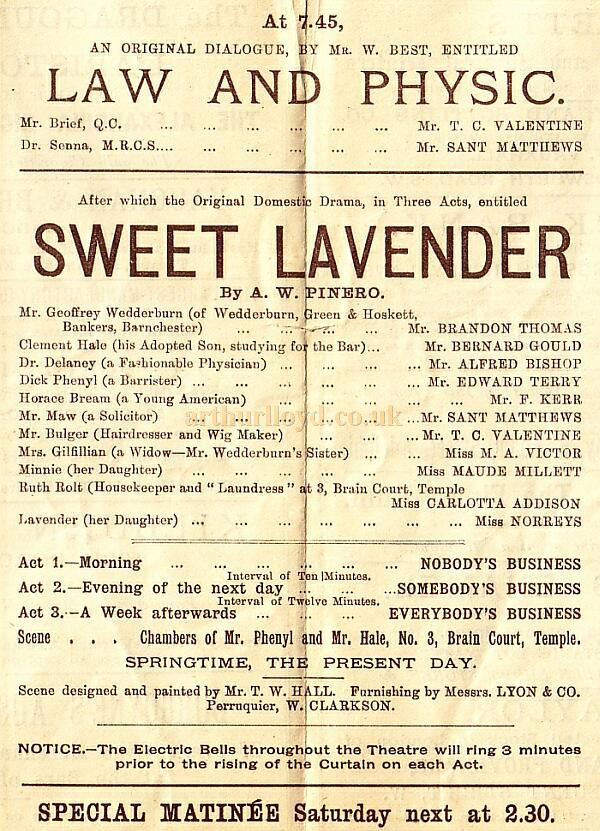 At 7.45,
AN ORIGINAL DIALOGUE, BY MR. W. BEST, ENTITLED
LAW AND PHYSIC.
Mr. Brief, Q.C. ... ... ... ... ... ... Mr. T. C. VALENTINE
Dr. Senna, M.R.C.S.... ... ... ... ... ... Mr. SANT MATTHEWS
After which the Original Domestic Drama, in Three Acts, entitled
SWEET LAVENDER
By A. W. PINERO.
Mr. Geoffrey Wedderburn (of Wedderburn, Green & Hoskett,
Bankers, Barnchester) ... ... ... ... Mr. BRANDON THOMAS
Clement Hale (his Adopted Son, studying for the Bar)... Mr. BERNARD GOULD
Dr. Delaney (a Fashionable Physician) ... ... ... ... Mr. ALFRED BISHOP
Dick Phenyl (a Barrister) ... ... ... ... ... ... Mr. EDWARD TERRY
Horace Bream (a Young American) ... ... ... ... ... Mr. F. KERR
Mr. Maw (a Solicitor) ... ... ... ... ... ...Mr. SANT MATTHEWS
arthurlloyd.co.uk
Mr. Bulger (Hairdresser and Wig Maker) ... ... ... ...Mr. T. C. VALENTINE
Mrs. Gilfillian (a Widow—Mr. Wedderburn's Sister) ... ... Miss M. A. VICTOR
Minnie (her Daughter) ... ... ... ... ... ... Miss MAUDE MILLETT
Ruth Rolt (Housekeeper and "Laundress" at 3, Brain Court, Temple
Miss CARLOTTA ADDISON
Lavender (her Daughter) ... ... ... ... ... ... ... Miss NORREYS
Act 1.—Morning ... ... ... ... ... ... NOBODY'S BUSINESS
Interval of Ten Minutes.
Act 2.—Evening of the next day ... ... ...SOMEBODY'S BUSINESS
Interval of Twelve Minutes.
Act 3.—A Week afterwards ... ... ... ... EVERYBODY'S BUSINESS
Scene . . . Chambers of Mr. Phenyl and Mr. Hale, No. 3, Brain Court, Temple.
SPRINGTIME, THE PRESENT DAY.
Scene designed and painted by Mr. T. W. HALL. Furnishing by Messrs. LYON & CO.
Perruquier, W. CLARKSON.
NOTICE.—The Electric Bells throughout the Theatre will ring 3 minutes
prior to the rising of the Curtain on each Act.
SPECIAL MATINÉE Saturday next at 2.30.